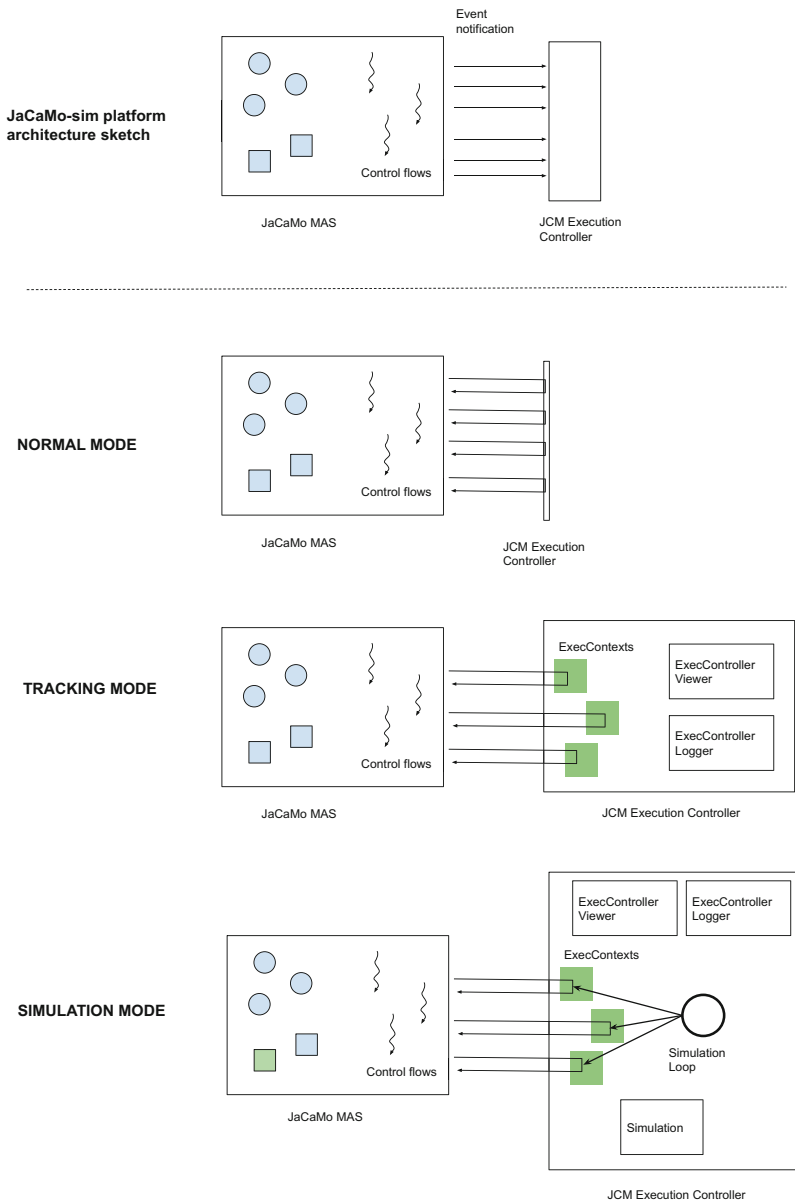 Event
notification
JaCaMo-sim platform
architecture sketch
Control flows
JaCaMo MAS
JCM Execution
Controller
NORMAL MODE
Control flows
JaCaMo MAS
JCM Execution
Controller
TRACKING MODE
ExecContexts
ExecController
Viewer
ExecController
Logger
Control flows
JaCaMo MAS
JCM Execution Controller
SIMULATION MODE
ExecController
Viewer
ExecController
Logger
ExecContexts
Simulation
Loop
Control flows
JaCaMo MAS
Simulation
JCM Execution Controller